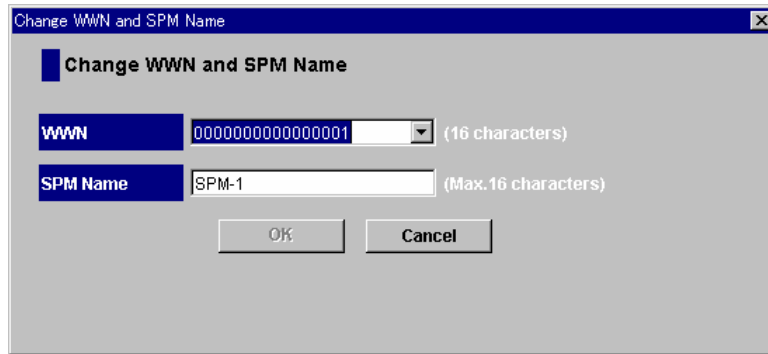 Change WWN and SPM Name
Change WWN and SPM Name
WWN 0000000000000001 (16 characters)
SPM Name SPM-1 (Max.16 characters)
OK Cancel